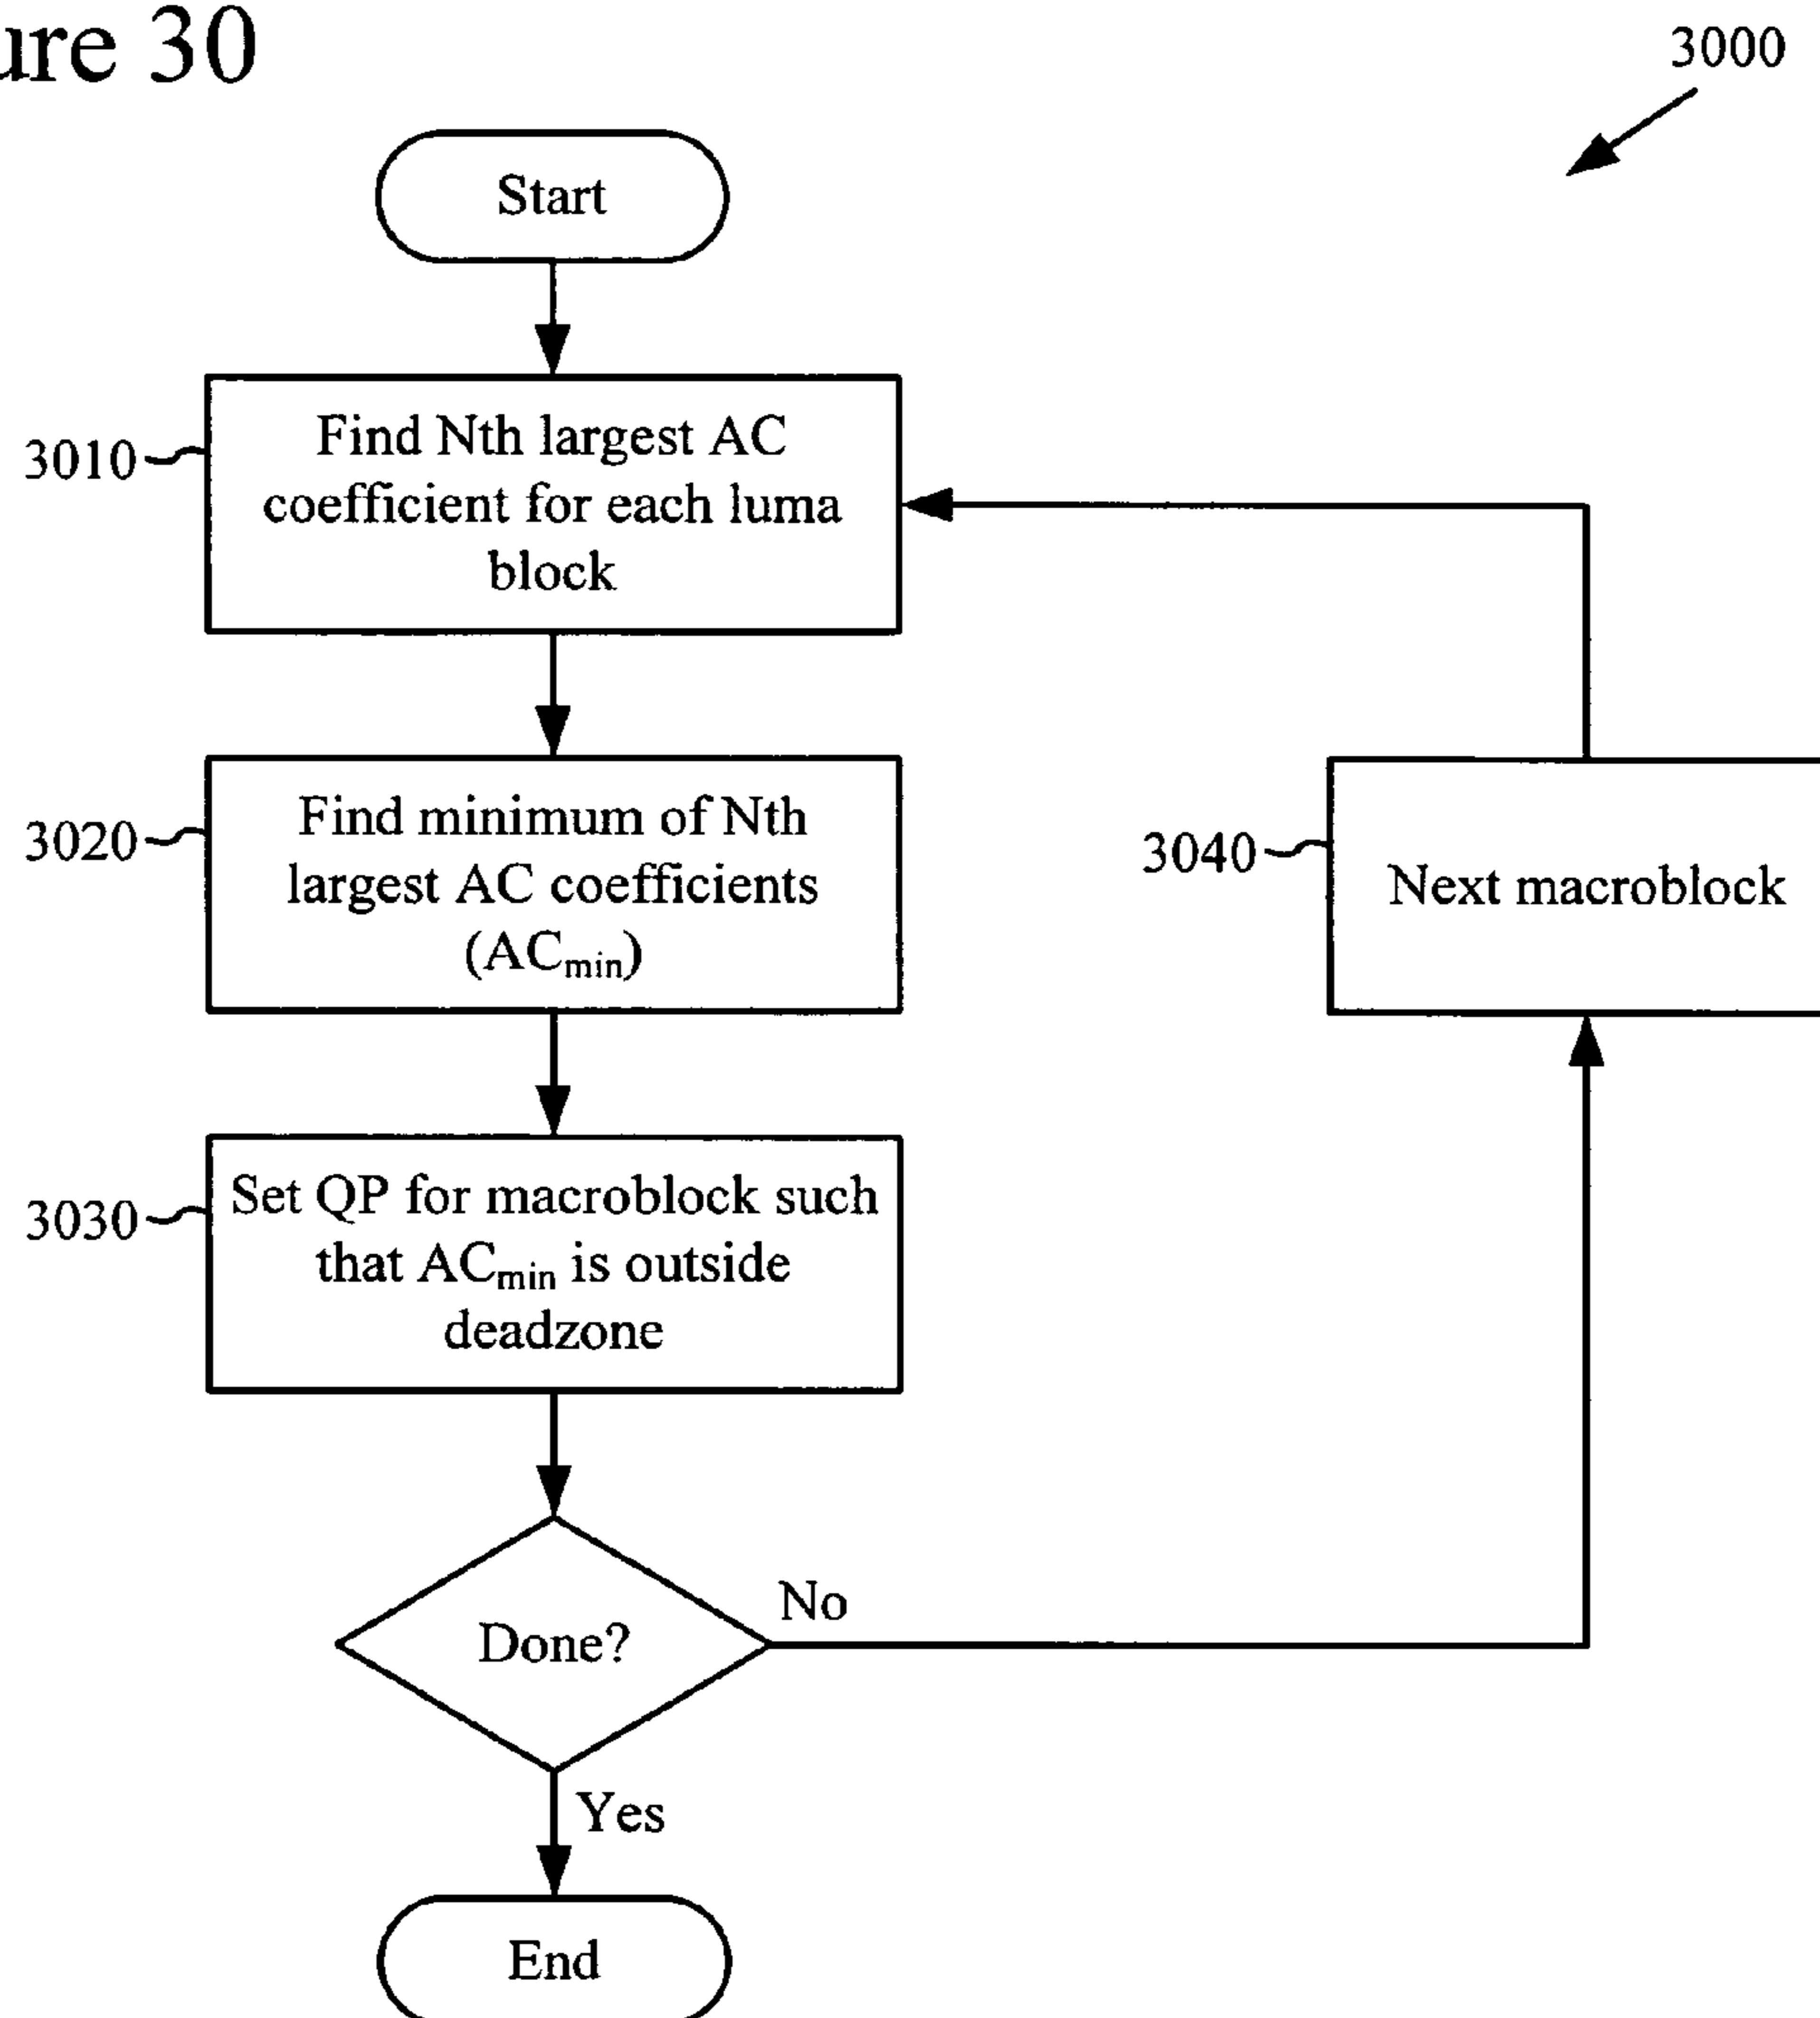 ure 30
3000
Start
3010
Find Nth largest AC
coefficient for each luma
block
3020
Find minimum of Nth
largest AC coefficients
(ACmin)
3040
Next macroblock
3030
Set QP for macroblock such
that ACmin is outside
deadzone
Done?
No
Yes
End